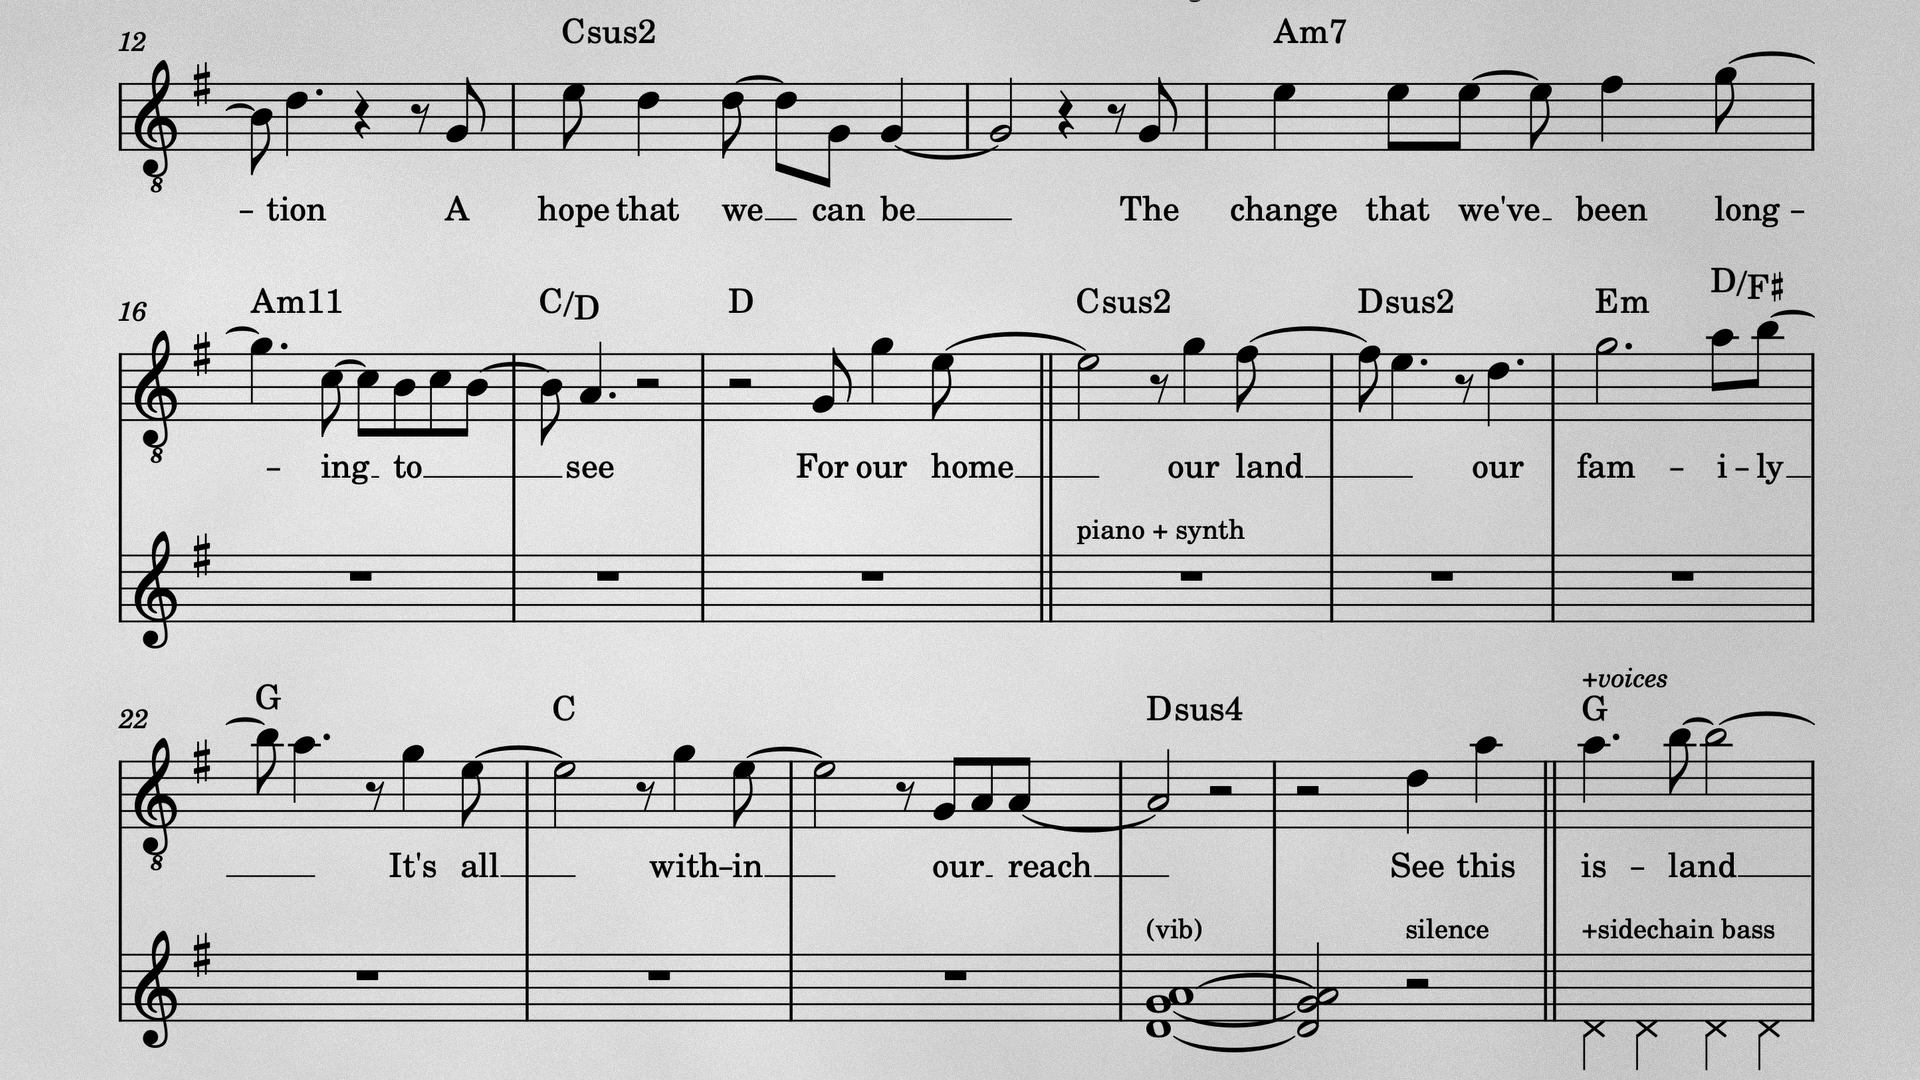 12 Csus2 Am7
8
- tion A hope that we can be The change that we've been long -
16 Am11 C/D D Csus2 Dsus2 Em D/F♯
8
- ing to see For our home our land our fam - i - ly
piano + synth
+voices
22 G C Dsus4 G
8
It's all with-in our reach See this is - land
(vib) silence +sidechain bass